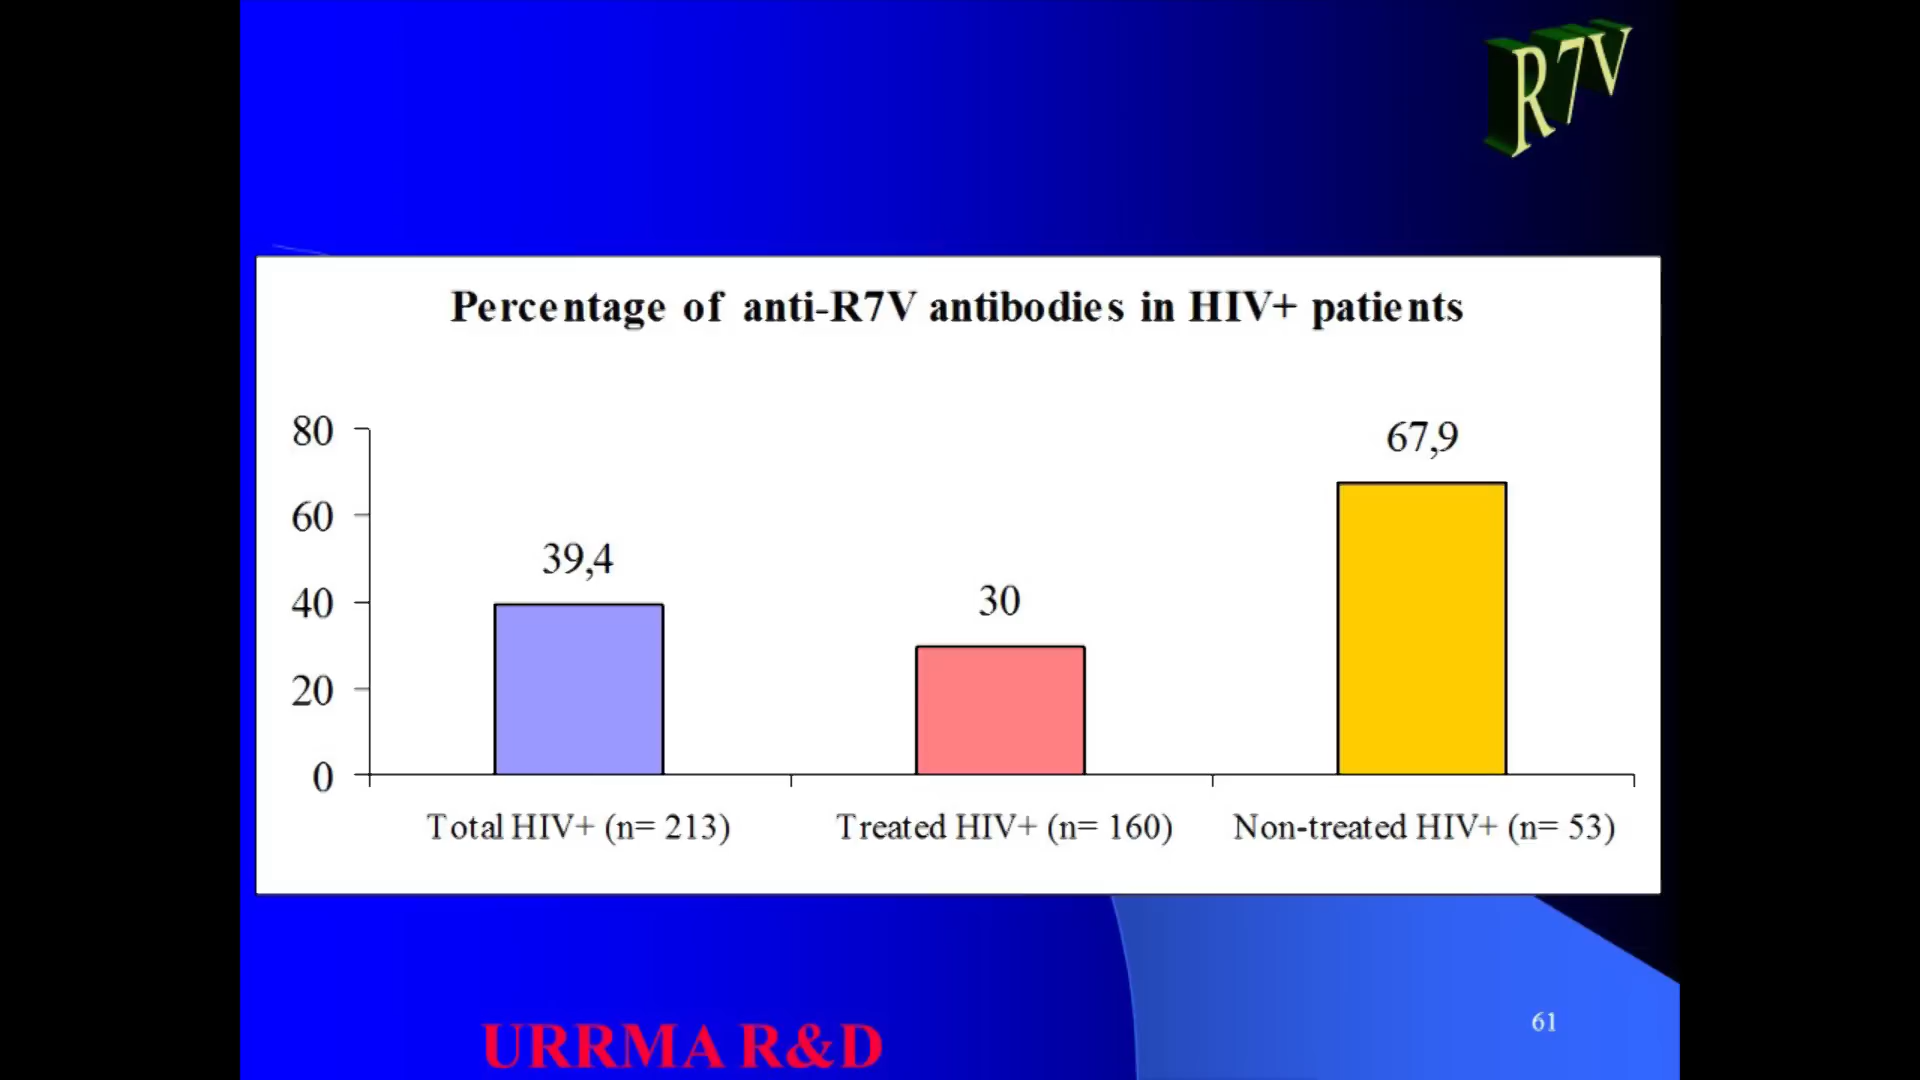 R7V
Percentage of anti-R7V antibodies in HIV+ patients
80
60
40
20
0
39,4
30
67,9
Total HIV+ (n= 213)
Treated HIV+ (n= 160)
Non-treated HIV+ (n= 53)
URRMA R&D
61